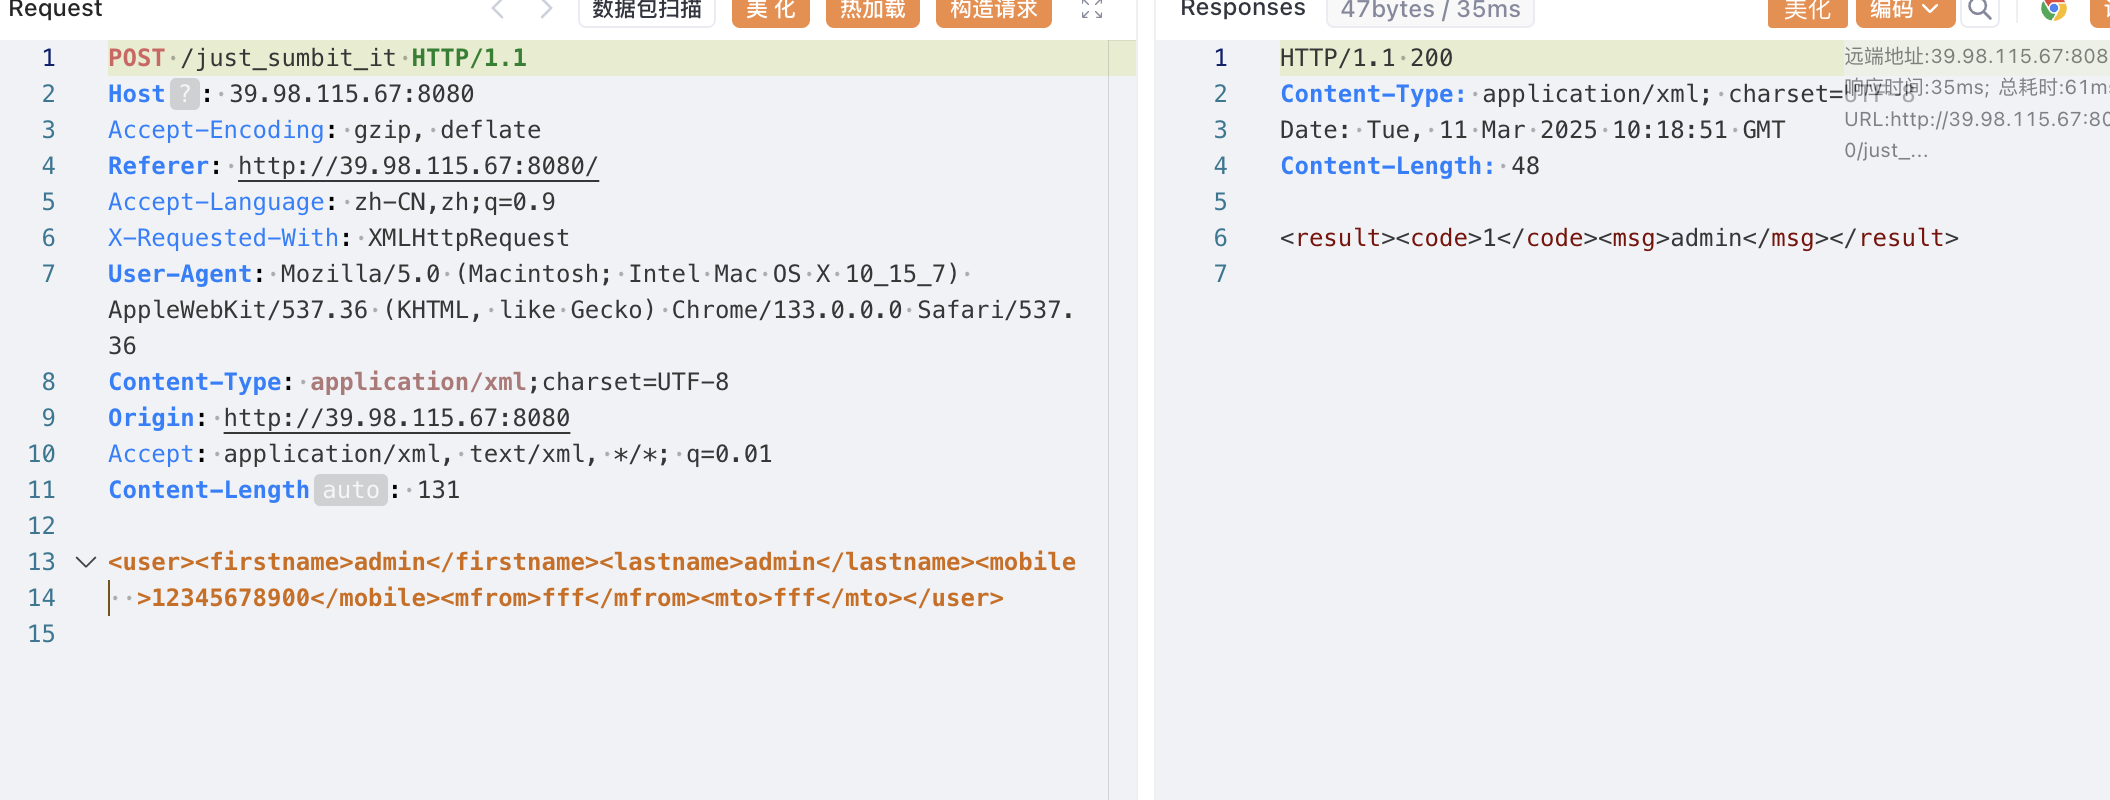 Request
数据包扫描
美 化
热加载
构造请求
1 POST /just_sumbit_it HTTP/1.1
2 Host ? : 39.98.115.67:8080
3 Accept-Encoding: gzip, deflate
4 Referer: http://39.98.115.67:8080/
5 Accept-Language: zh-CN,zh;q=0.9
6 X-Requested-With: XMLHttpRequest
7 User-Agent: Mozilla/5.0 (Macintosh; Intel Mac OS X 10_15_7)
AppleWebKit/537.36 (KHTML, like Gecko) Chrome/133.0.0.0 Safari/537.
36
8 Content-Type: application/xml;charset=UTF-8
9 Origin: http://39.98.115.67:8080
10 Accept: application/xml, text/xml, */*; q=0.01
11 Content-Length auto : 131
12
13 <user><firstname>admin</firstname><lastname>admin</lastname><mobile
14 >12345678900</mobile><mfrom>fff</mfrom><mto>fff</mto></user>
15
Responses
47bytes / 35ms
美化
编码
1 HTTP/1.1 200
2 Content-Type: application/xml; charset=UTF-8
3 Date: Tue, 11 Mar 2025 10:18:51 GMT
4 Content-Length: 48
5
6 <result><code>1</code><msg>admin</msg></result>
7
远端地址:39.98.115.67:808
响应时间:35ms; 总耗时:61m
URL:http://39.98.115.67:80
0/just_...